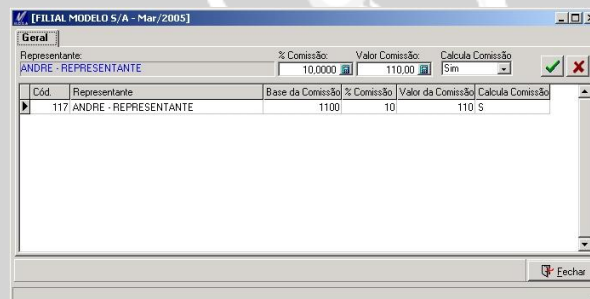 [FILIAL MODELO S/A - Mar/2005]
Geral
Representante: % Comissão: Valor Comissão: Calcula Comissão
ANDRE - REPRESENTANTE 10,0000 110,00 Sim
Cód. Representante Base da Comissão % Comissão Valor da Comissão Calcula Comissão
117 ANDRE - REPRESENTANTE 1100 10 110 S
Fechar